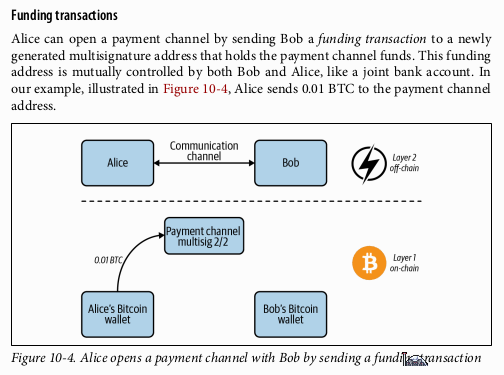 Funding transactions
Alice can open a payment channel by sending Bob a funding transaction to a newly
generated multisignature address that holds the payment channel funds. This funding
address is mutually controlled by both Bob and Alice, like a joint bank account. In
our example, illustrated in Figure 10-4, Alice sends 0.01 BTC to the payment channel
address.
Alice
Communication
channel
Bob
Layer 2
off-chain
Payment channel
multisig 2/2
0.01 BTC
Layer 1
on-chain
Alice's Bitcoin
wallet
Bob's Bitcoin
wallet
Figure 10-4. Alice opens a payment channel with Bob by sending a funding transaction